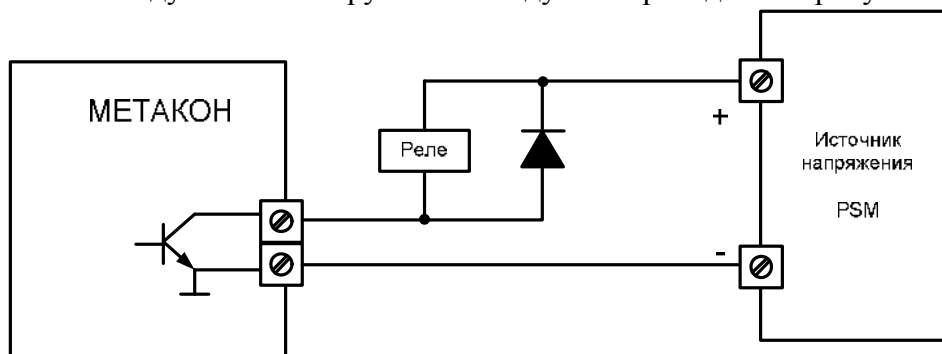 МЕТАКОН
Реле
+
-
Источник
напряжения
PSM